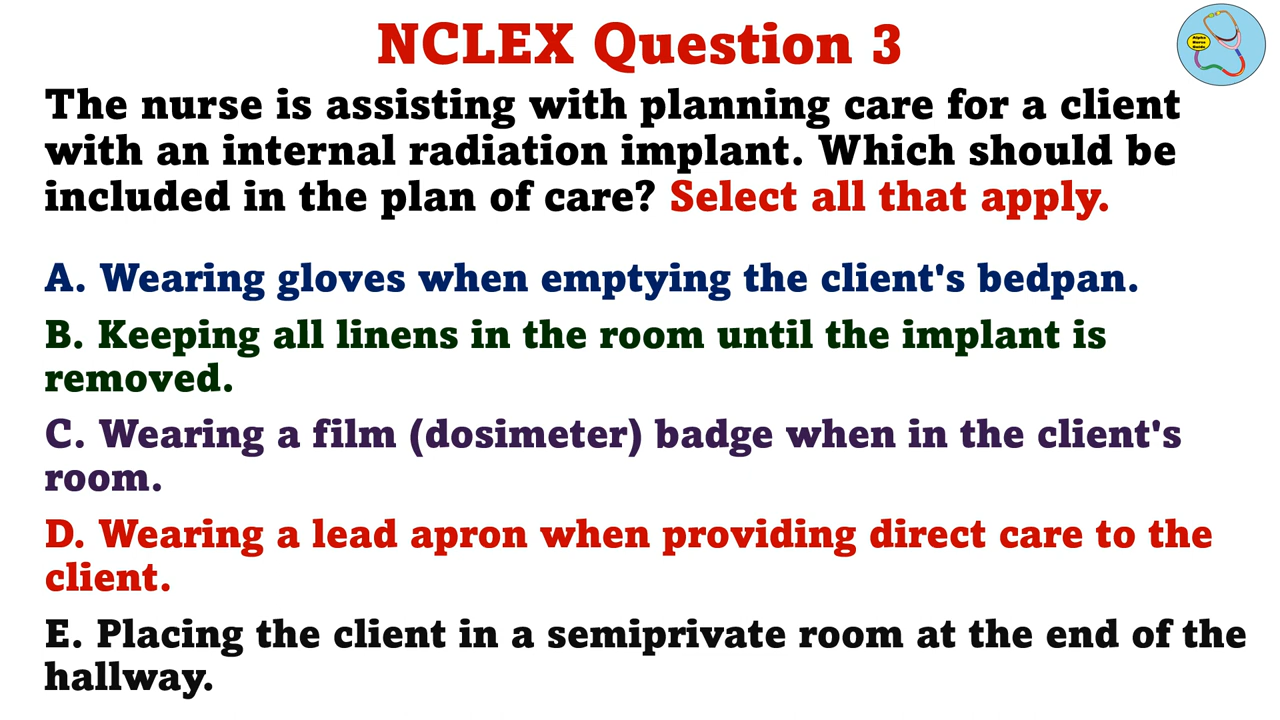 NCLEX Question 3
Alpha
Nurse
Guide
The nurse is assisting with planning care for a client
with an internal radiation implant. Which should be
included in the plan of care? Select all that apply.
A. Wearing gloves when emptying the client's bedpan.
B. Keeping all linens in the room until the implant is
removed.
C. Wearing a film (dosimeter) badge when in the client's
room.
D. Wearing a lead apron when providing direct care to the
client.
E. Placing the client in a semiprivate room at the end of the
hallway.